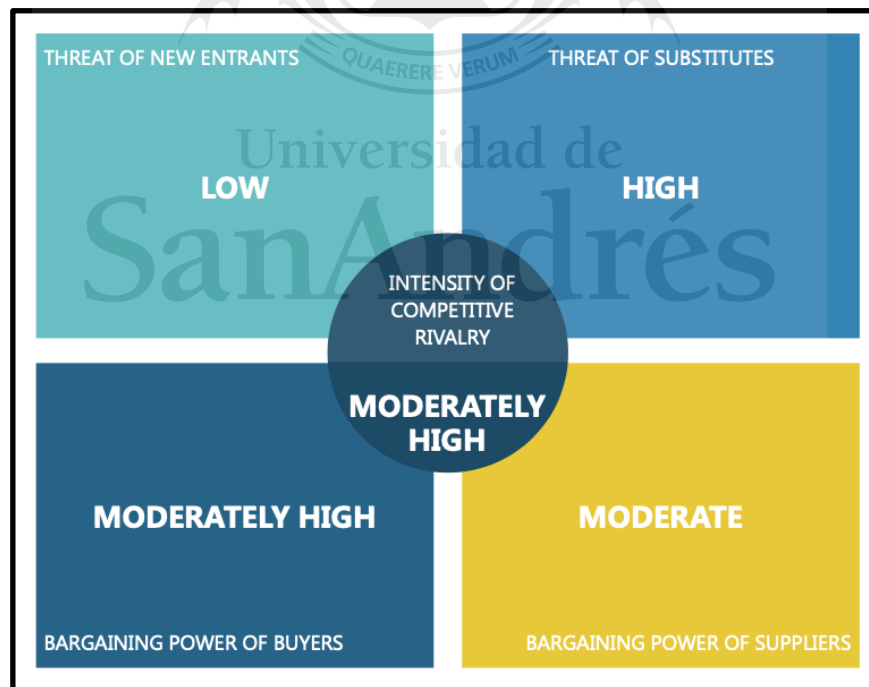 THREAT OF NEW ENTRANTS
LOW
THREAT OF SUBSTITUTES
HIGH
QUAERERE VERUM
Universidad de
SanAndrés
INTENSITY OF
COMPETITIVE
RIVALRY
MODERATELY
HIGH
MODERATELY HIGH
BARGAINING POWER OF BUYERS
MODERATE
BARGAINING POWER OF SUPPLIERS